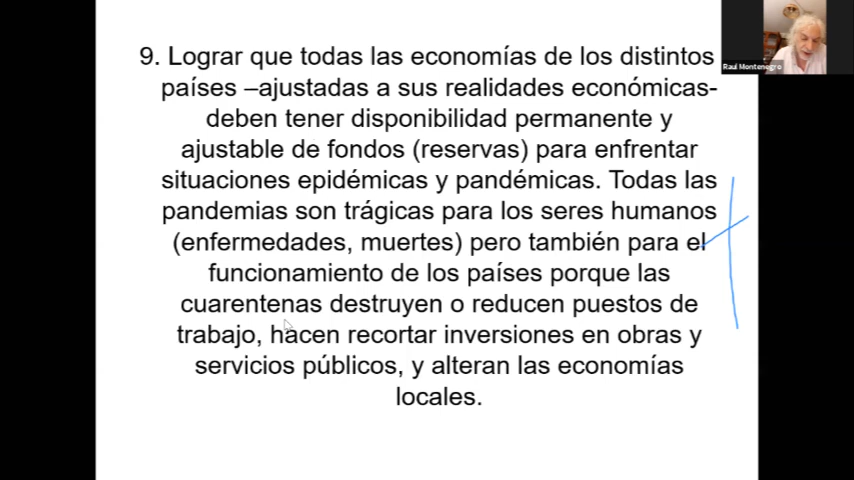 9. Lograr que todas las economías de los distintos
países –ajustadas a sus realidades económicas-
deben tener disponibilidad permanente y
ajustable de fondos (reservas) para enfrentar
situaciones epidémicas y pandémicas. Todas las
pandemias son trágicas para los seres humanos
(enfermedades, muertes) pero también para el
funcionamiento de los países porque las
cuarentenas destruyen o reducen puestos de
trabajo, hacen recortar inversiones en obras y
servicios públicos, y alteran las economías
locales.
Raul Montenegro